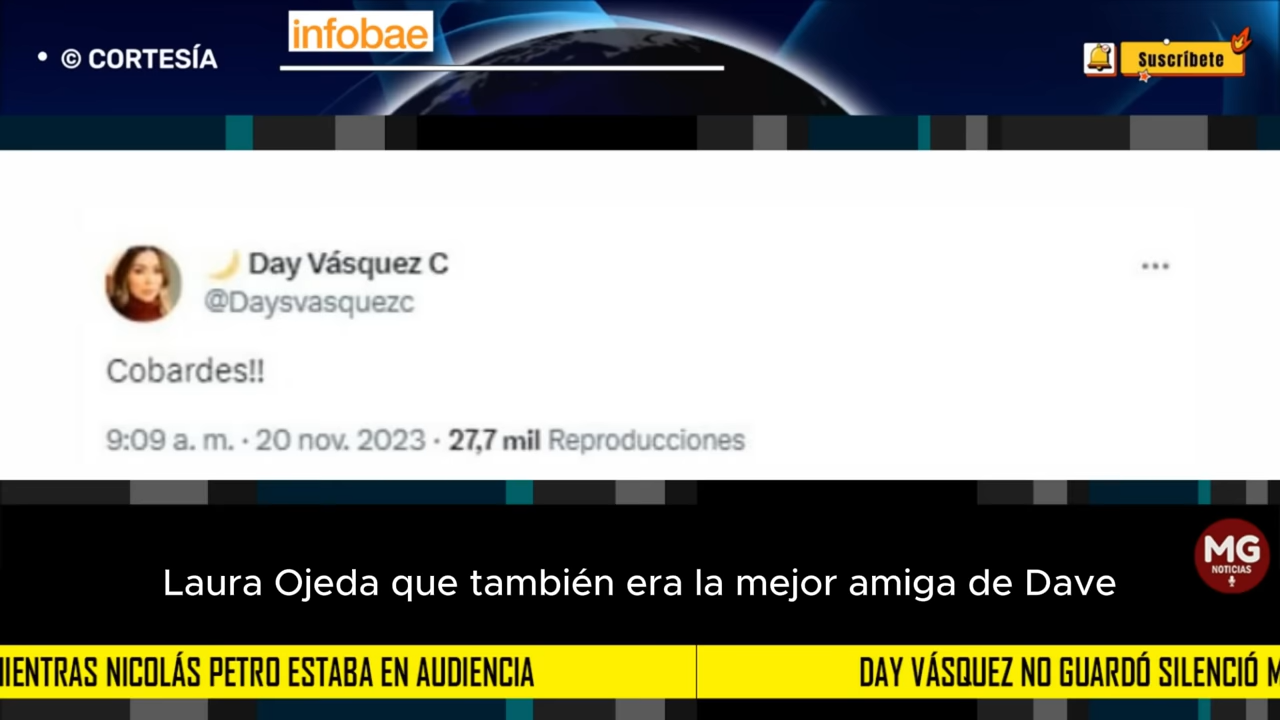 infobae
• © CORTESÍA
Suscríbete
Day Vásquez C
@Daysvasquezc
Cobardes!!
9:09 a. m. · 20 nov. 2023 · 27,7 mil Reproducciones
MG
NOTICIAS
Laura Ojeda que también era la mejor amiga de Dave
MIENTRAS NICOLÁS PETRO ESTABA EN AUDIENCIA
DAY VÁSQUEZ NO GUARDÓ SILENCIÓ M